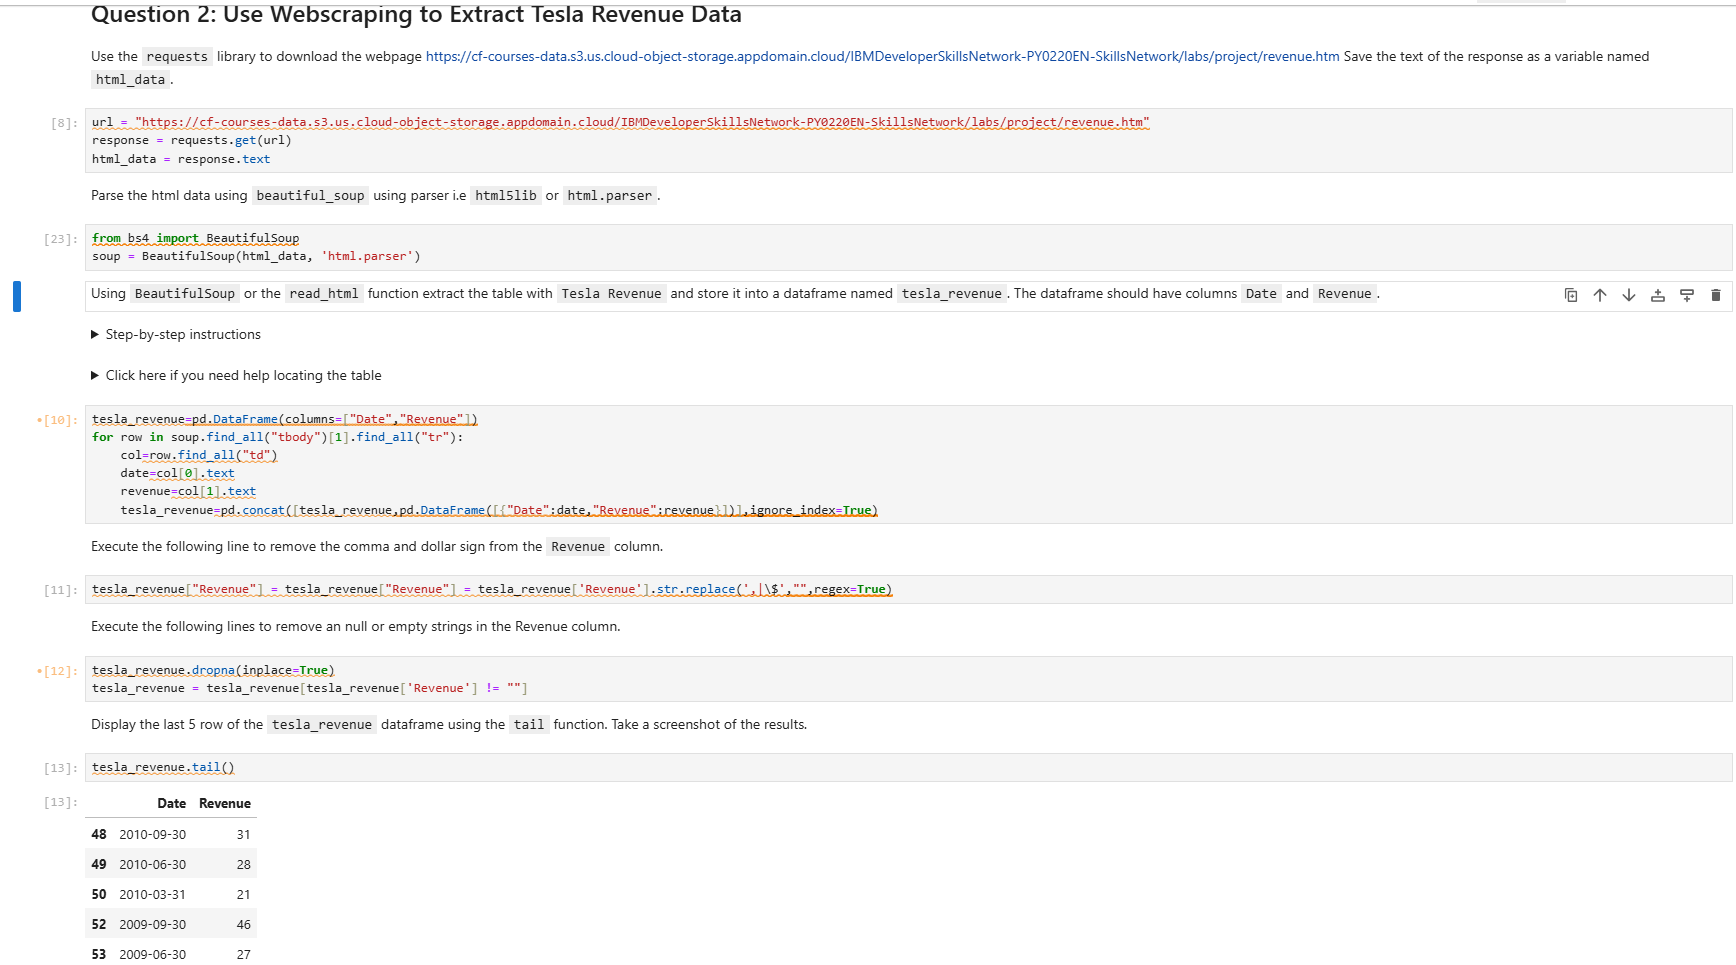 Question 2: Use Webscraping to Extract Tesla Revenue Data
Use the requests library to download the webpage https://cf-courses-data.s3.us.cloud-object-storage.appdomain.cloud/IBMDeveloperSkillsNetwork-PY0220EN-SkillsNetwork/labs/project/revenue.htm Save the text of the response as a variable named
html_data.
[8]: url = "https://cf-courses-data.s3.us.cloud-object-storage.appdomain.cloud/IBMDeveloperSkillsNetwork-PY0220EN-SkillsNetwork/labs/project/revenue.htm"
response = requests.get(url)
html_data = response.text
Parse the html data using beautiful_soup using parser i.e html5lib or html.parser.
[23]: from bs4 import BeautifulSoup
soup = BeautifulSoup(html_data, 'html.parser')
Using BeautifulSoup or the read_html function extract the table with Tesla Revenue and store it into a dataframe named tesla_revenue. The dataframe should have columns Date and Revenue.
▶ Step-by-step instructions
▶ Click here if you need help locating the table
•[10]: tesla_revenue=pd.DataFrame(columns=["Date","Revenue"])
for row in soup.find_all("tbody")[1].find_all("tr"):
    col=row.find_all("td")
    date=col[0].text
    revenue=col[1].text
    tesla_revenue=pd.concat([tesla_revenue,pd.DataFrame([{"Date":date,"Revenue":revenue}])],ignore_index=True)
Execute the following line to remove the comma and dollar sign from the Revenue column.
[11]: tesla_revenue["Revenue"] = tesla_revenue["Revenue"] = tesla_revenue['Revenue'].str.replace(',|\$',"",regex=True)
Execute the following lines to remove an null or empty strings in the Revenue column.
•[12]: tesla_revenue.dropna(inplace=True)
tesla_revenue = tesla_revenue[tesla_revenue['Revenue'] != ""]
Display the last 5 row of the tesla_revenue dataframe using the tail function. Take a screenshot of the results.
[13]: tesla_revenue.tail()
[13]: Date Revenue
48 2010-09-30 31
49 2010-06-30 28
50 2010-03-31 21
52 2009-09-30 46
53 2009-06-30 27